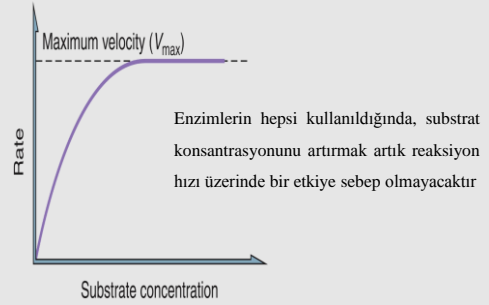 Maximum velocity (Vmax)
Enzimlerin hepsi kullanıldığında, substrat
konsantrasyonunu artırmak artık reaksiyon
hızı üzerinde bir etkiye sebep olmayacaktır
Rate
Substrate concentration